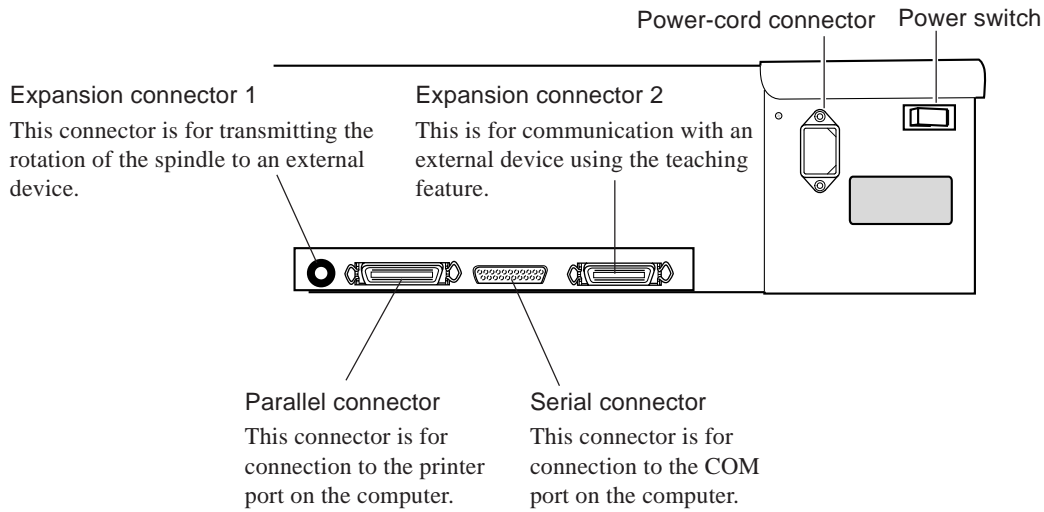 Power-cord connector
Power switch
Expansion connector 1
This connector is for transmitting the
rotation of the spindle to an external
device.
Expansion connector 2
This is for communication with an
external device using the teaching
feature.
Parallel connector
This connector is for
connection to the printer
port on the computer.
Serial connector
This connector is for
connection to the COM
port on the computer.